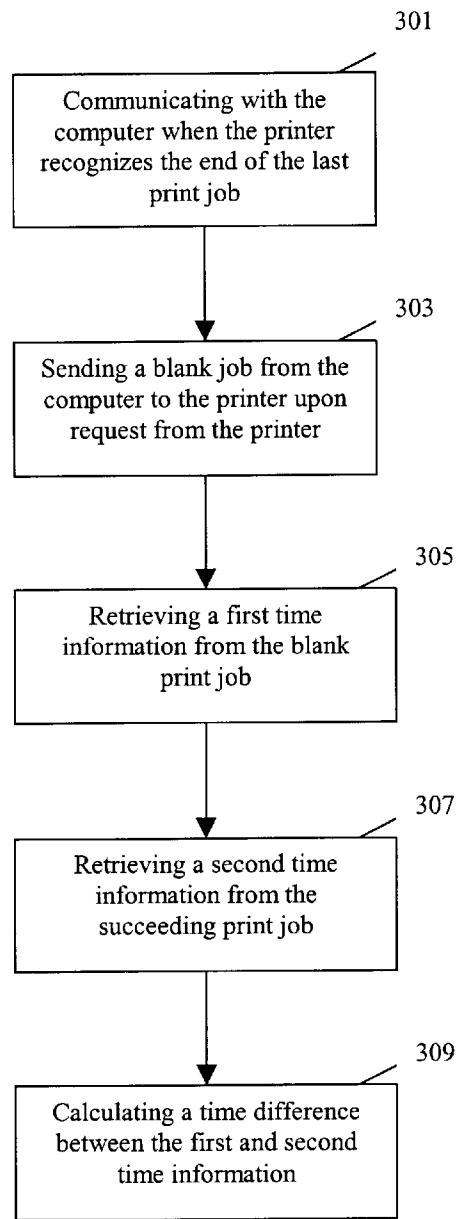 301
Communicating with the
computer when the printer
recognizes the end of the last
print job
303
Sending a blank job from the
computer to the printer upon
request from the printer
305
Retrieving a first time
information from the blank
print job
307
Retrieving a second time
information from the
succeeding print job
309
Calculating a time difference
between the first and second
time information